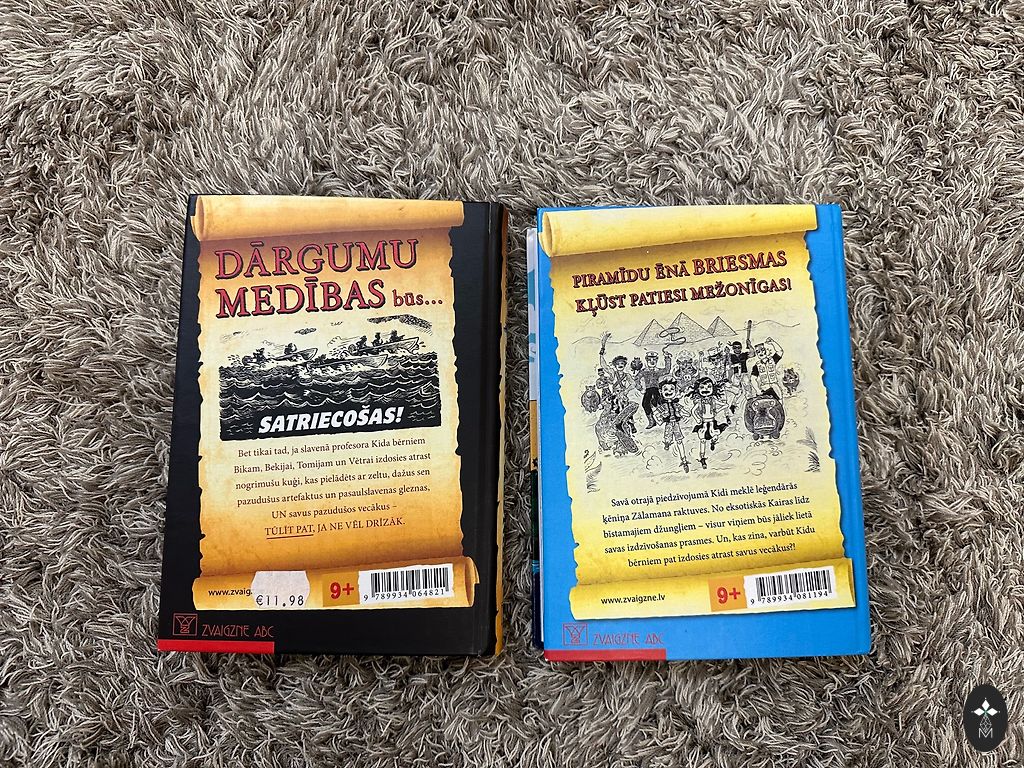 DĀRGUMU
MEDĪBAS būs...
SATRIECOŠAS!
Bet tikai tad, ja slavenā profesora Kida bērniem
Bikam, Bekijai, Tomijam un Vētrai izdosies atrast
nogrimušu kuģi, kas pielādēts ar zeltu, dažus sen
pazudušus artefaktus un pasaulslavenas gleznas,
UN savus pazudušos vecākus –
TŪLĪT PAT, JA NE VĒL DRĪZĀK.
www.zvaig
€11.98
9+
9 789934 064821
ZVAIGZNE ABC
PIRAMĪDU ĒNĀ BRIESMAS
KĻŪST PATIESI MEŽONĪGAS!
Savā otrajā piedzīvojumā Kidi meklē leģendārās
ķēniņa Zālamana raktuves. No eksotiskās Kairas līdz
bīstamajiem džungļiem – visur viņiem būs jāliek lietā
savas izdzīvošanas prasmes. Un, kas zina, varbūt Kidu
bērniem pat izdosies atrast savus vecākus?!
www.zvaigzne.lv
9+
9 789934 081194
ZVAIGZNE ABC
M